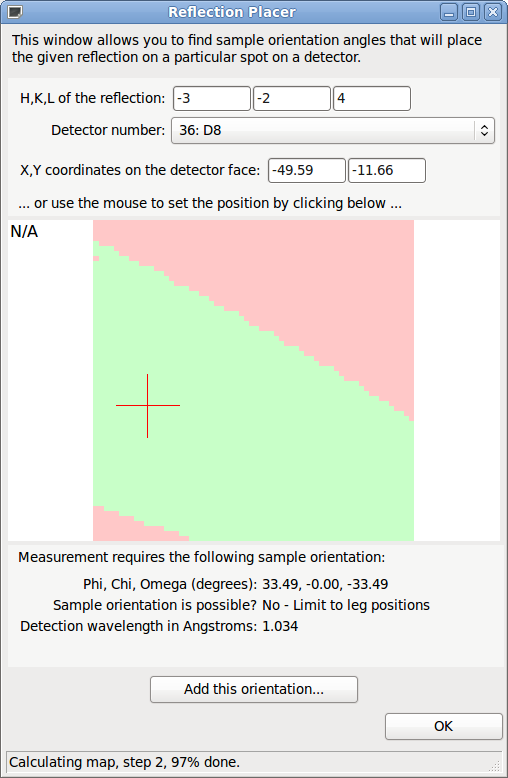 Reflection Placer
This window allows you to find sample orientation angles that will place
the given reflection on a particular spot on a detector.
H,K,L of the reflection: -3 -2 4
Detector number: 36: D8
X,Y coordinates on the detector face: -49.59 -11.66
... or use the mouse to set the position by clicking below ...
N/A
Measurement requires the following sample orientation:
Phi, Chi, Omega (degrees): 33.49, -0.00, -33.49
Sample orientation is possible? No - Limit to leg positions
Detection wavelength in Angstroms: 1.034
Add this orientation...
OK
Calculating map, step 2, 97% done.